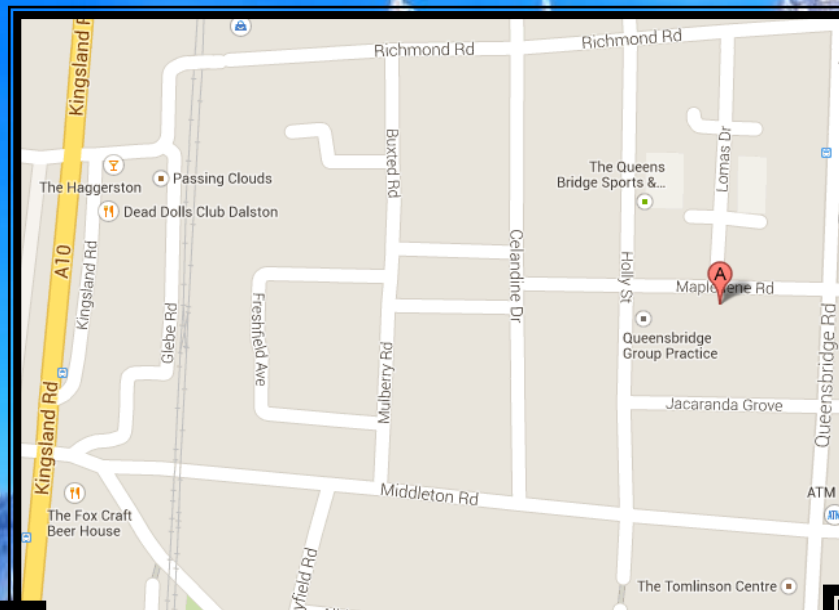 Kingsland R
Richmond Rd
Richmond Rd
Buxted Rd
Lomas Dr
The Haggerston
Passing Clouds
Dead Dolls Club Dalston
The Queens
Bridge Sports &...
A10
Kingsland Rd
Glebe Rd
Freshfield Ave
Celandine Dr
Holly St
A
Rd
Queensbridge
Group Practice
Mulberry Rd
Queensbridge Rd
Jacaranda Grove
Kingsland Rd
Middleton Rd
The Fox Craft
Beer House
ATM
yfield Rd
The Tomlinson Centre